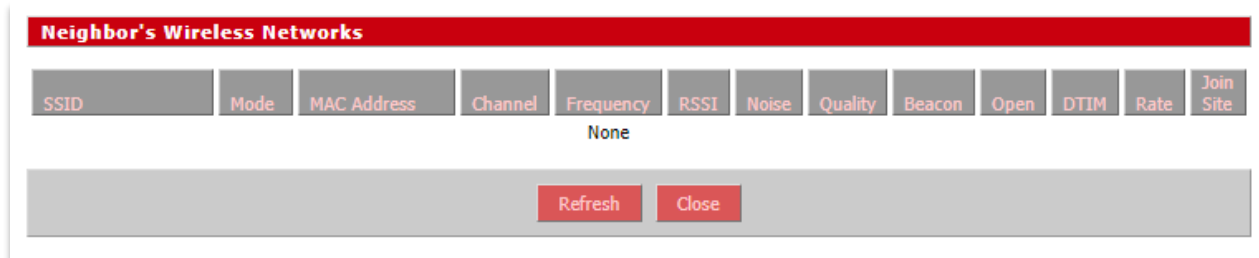 Neighbor's Wireless Networks
SSID Mode MAC Address Channel Frequency RSSI Noise Quality Beacon Open DTIM Rate Join Site
None
Refresh Close